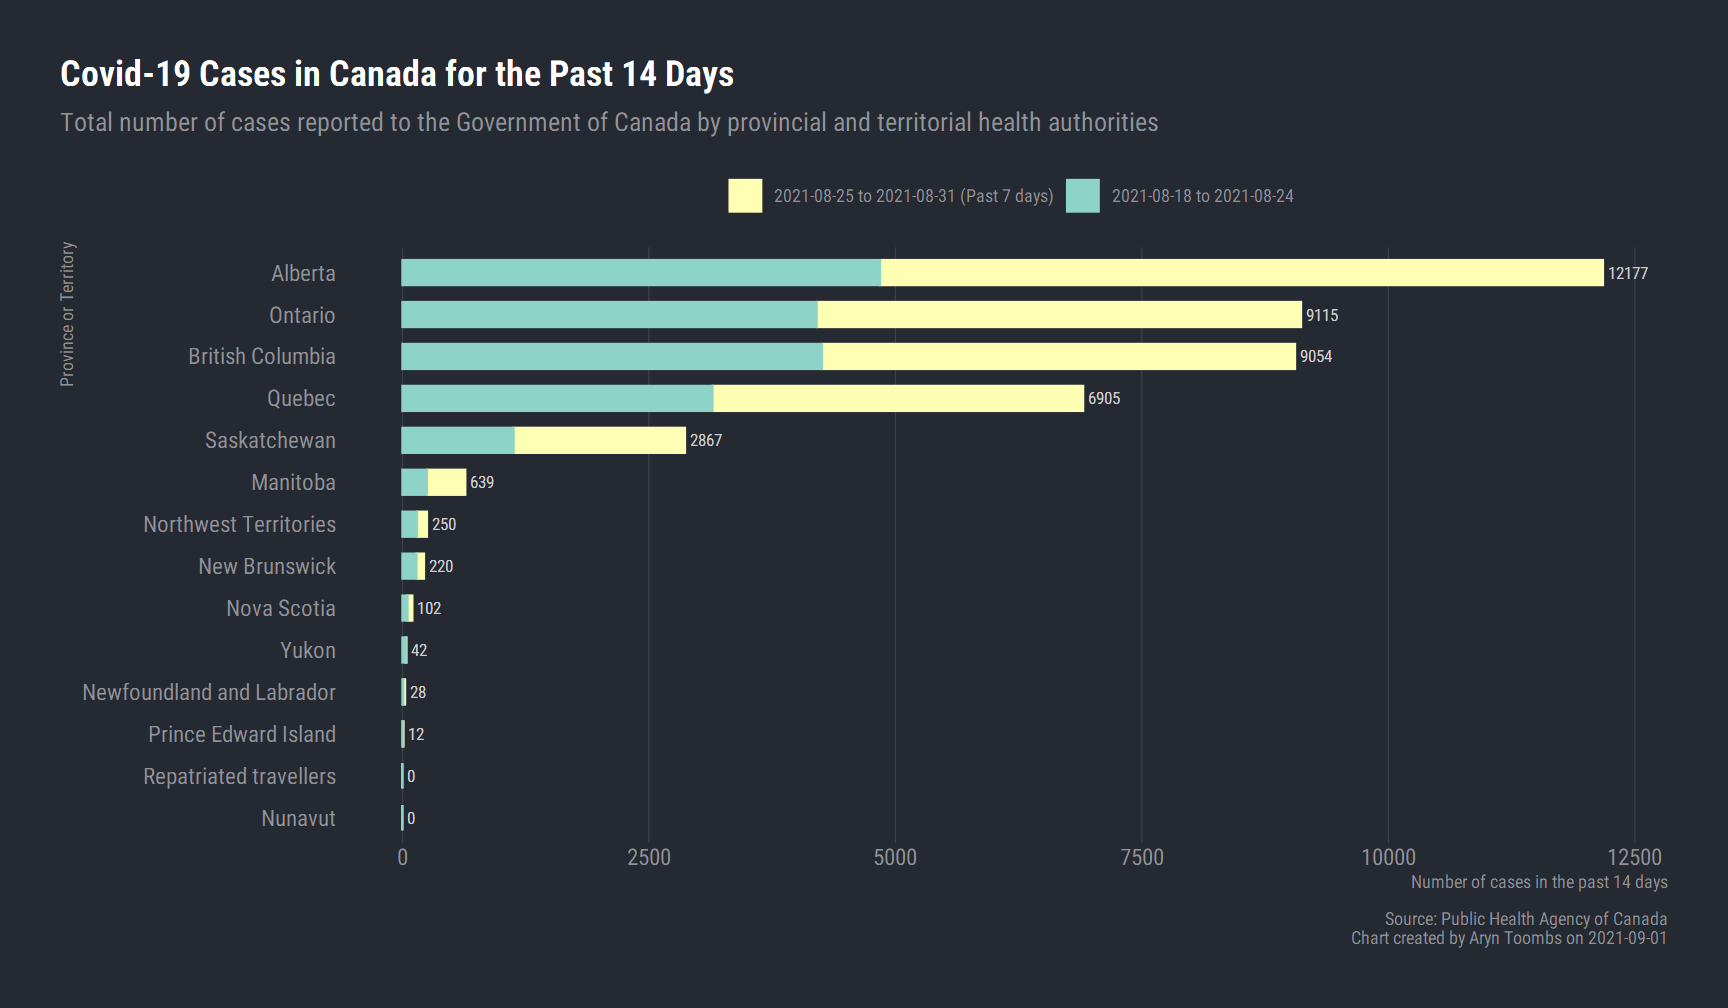 Covid-19 Cases in Canada for the Past 14 Days
Total number of cases reported to the Government of Canada by provincial and territorial health authorities
2021-08-25 to 2021-08-31 (Past 7 days)
2021-08-18 to 2021-08-24
Province or Territory
Alberta 12177
Ontario 9115
British Columbia 9054
Quebec 6905
Saskatchewan 2867
Manitoba 639
Northwest Territories 250
New Brunswick 220
Nova Scotia 102
Yukon 42
Newfoundland and Labrador 28
Prince Edward Island 12
Repatriated travellers 0
Nunavut 0
0 2500 5000 7500 10000 12500
Number of cases in the past 14 days
Source: Public Health Agency of Canada
Chart created by Aryn Toombs on 2021-09-01